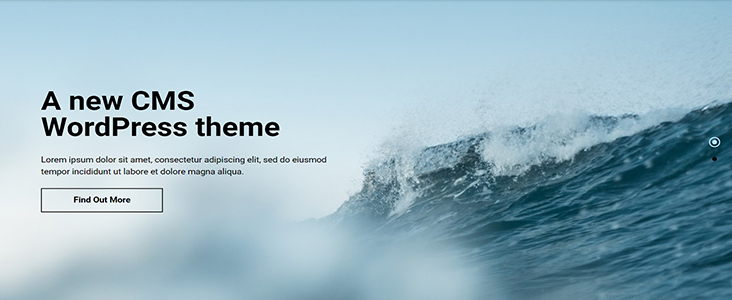 A new CMS
WordPress theme
Lorem ipsum dolor sit amet, consectetur adipiscing elit, sed do eiusmod
tempor incididunt ut labore et dolore magna aliqua.
Find Out More